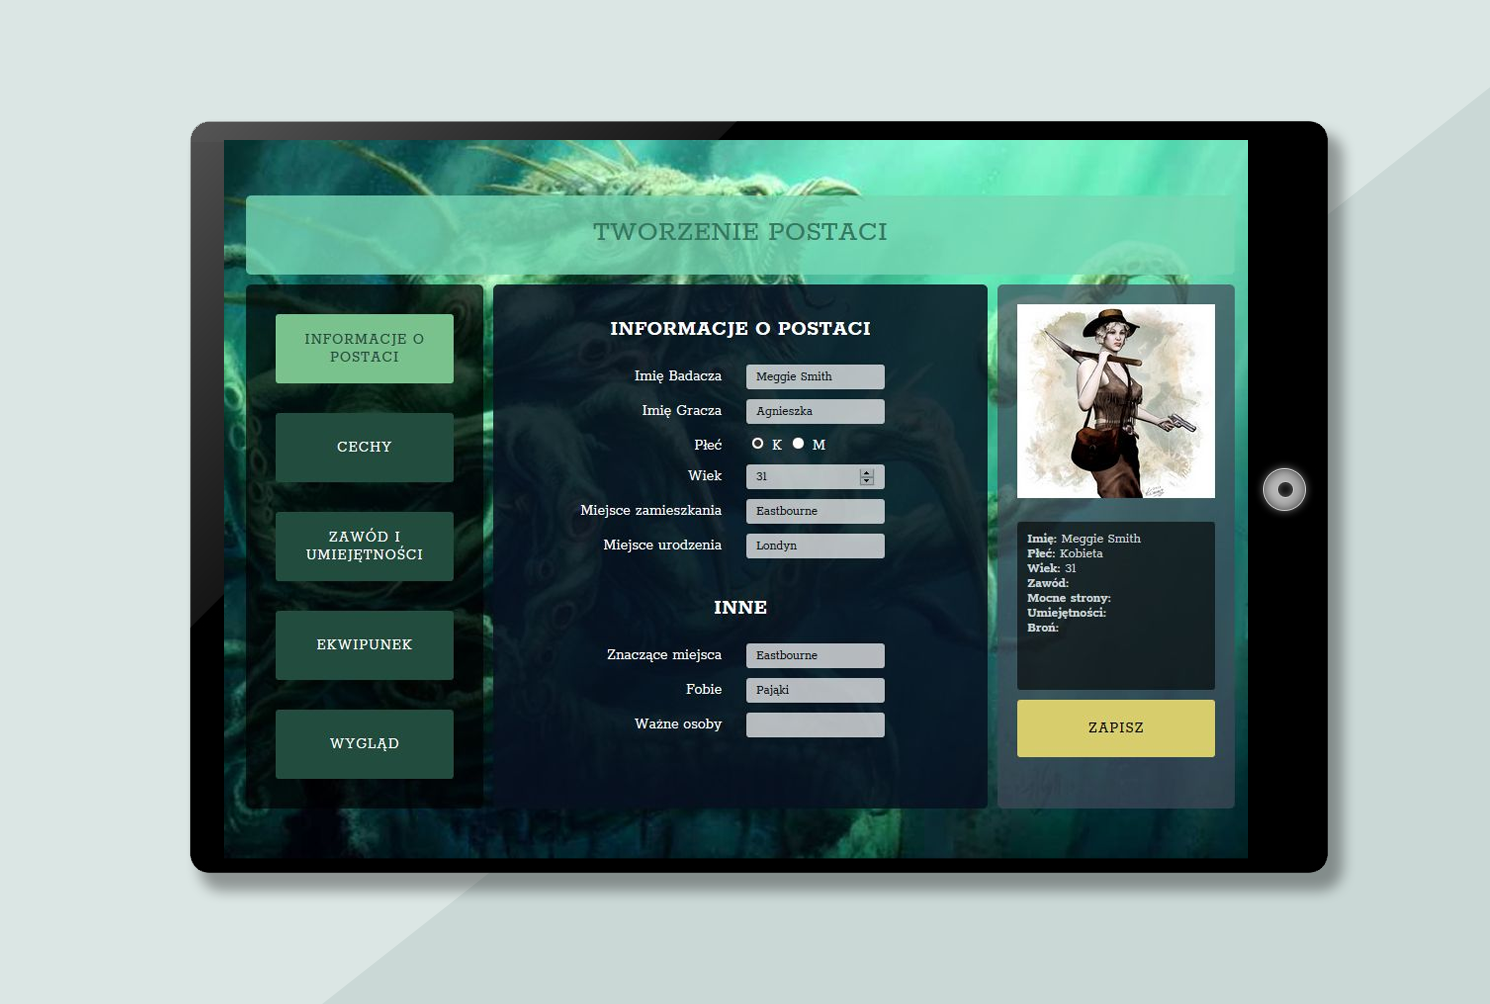 TWORZENIE POSTACI
INFORMACJE O
POSTACI
CECHY
ZAWÓD I
UMIEJĘTNOŚCI
EKWIPUNEK
WYGLĄD
INFORMACJE O POSTACI
Imię Badacza Meggie Smith
Imię Gracza Agnieszka
Płeć K M
Wiek 31
Miejsce zamieszkania Eastbourne
Miejsce urodzenia Londyn
INNE
Znaczące miejsca Eastbourne
Fobie Pająki
Ważne osoby
Imię: Meggie Smith
Płeć: Kobieta
Wiek: 31
Zawód:
Mocne strony:
Umiejętności:
Broń:
ZAPISZ